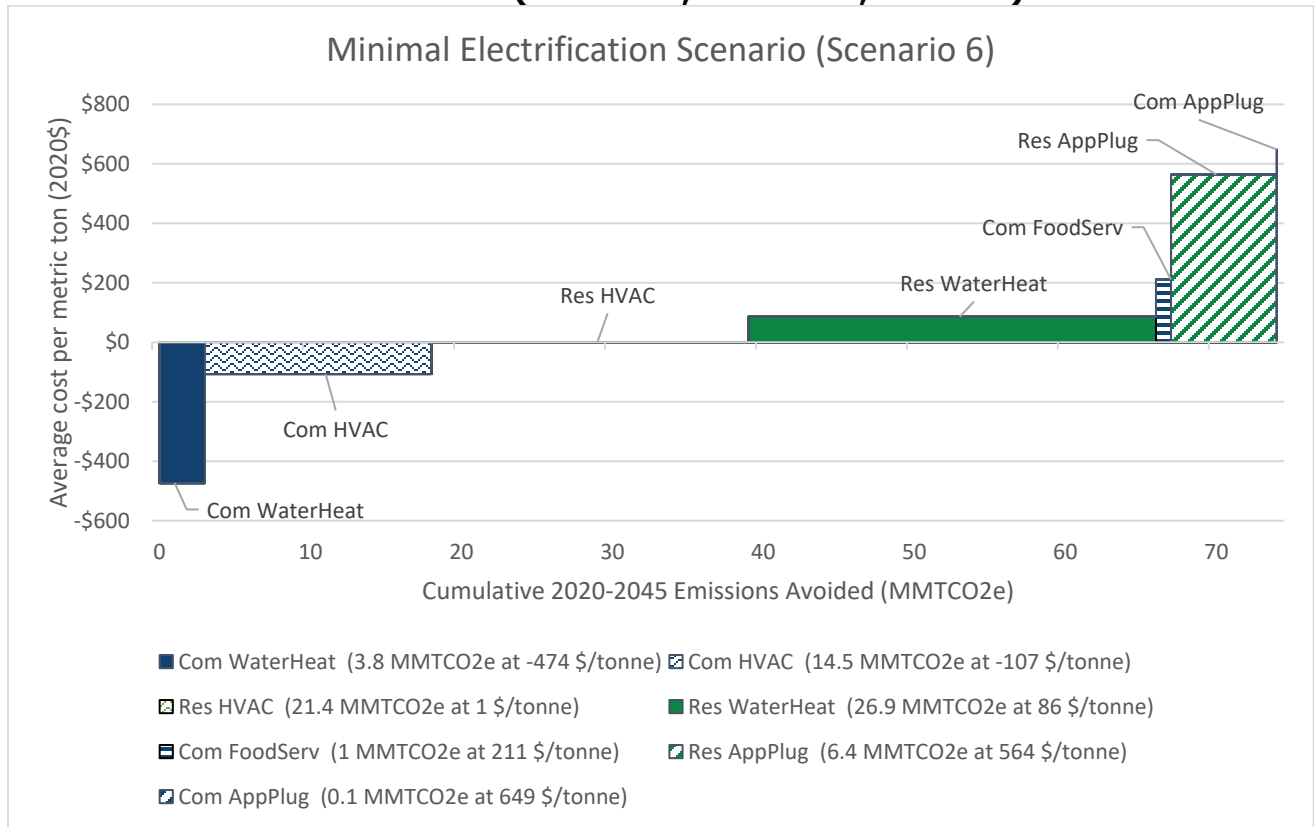 Minimal Electrification Scenario (Scenario 6)
Average cost per metric ton (2020$)
$800
$600
$400
$200
$0
-$200
-$400
-$600
Com AppPlug
Res AppPlug
Com FoodServ
Res HVAC
Res WaterHeat
Com HVAC
Com WaterHeat
0 10 20 30 40 50 60 70
Cumulative 2020-2045 Emissions Avoided (MMTCO2e)
Com WaterHeat (3.8 MMTCO2e at -474 $/tonne) Com HVAC (14.5 MMTCO2e at -107 $/tonne)
Res HVAC (21.4 MMTCO2e at 1 $/tonne) Res WaterHeat (26.9 MMTCO2e at 86 $/tonne)
Com FoodServ (1 MMTCO2e at 211 $/tonne) Res AppPlug (6.4 MMTCO2e at 564 $/tonne)
Com AppPlug (0.1 MMTCO2e at 649 $/tonne)